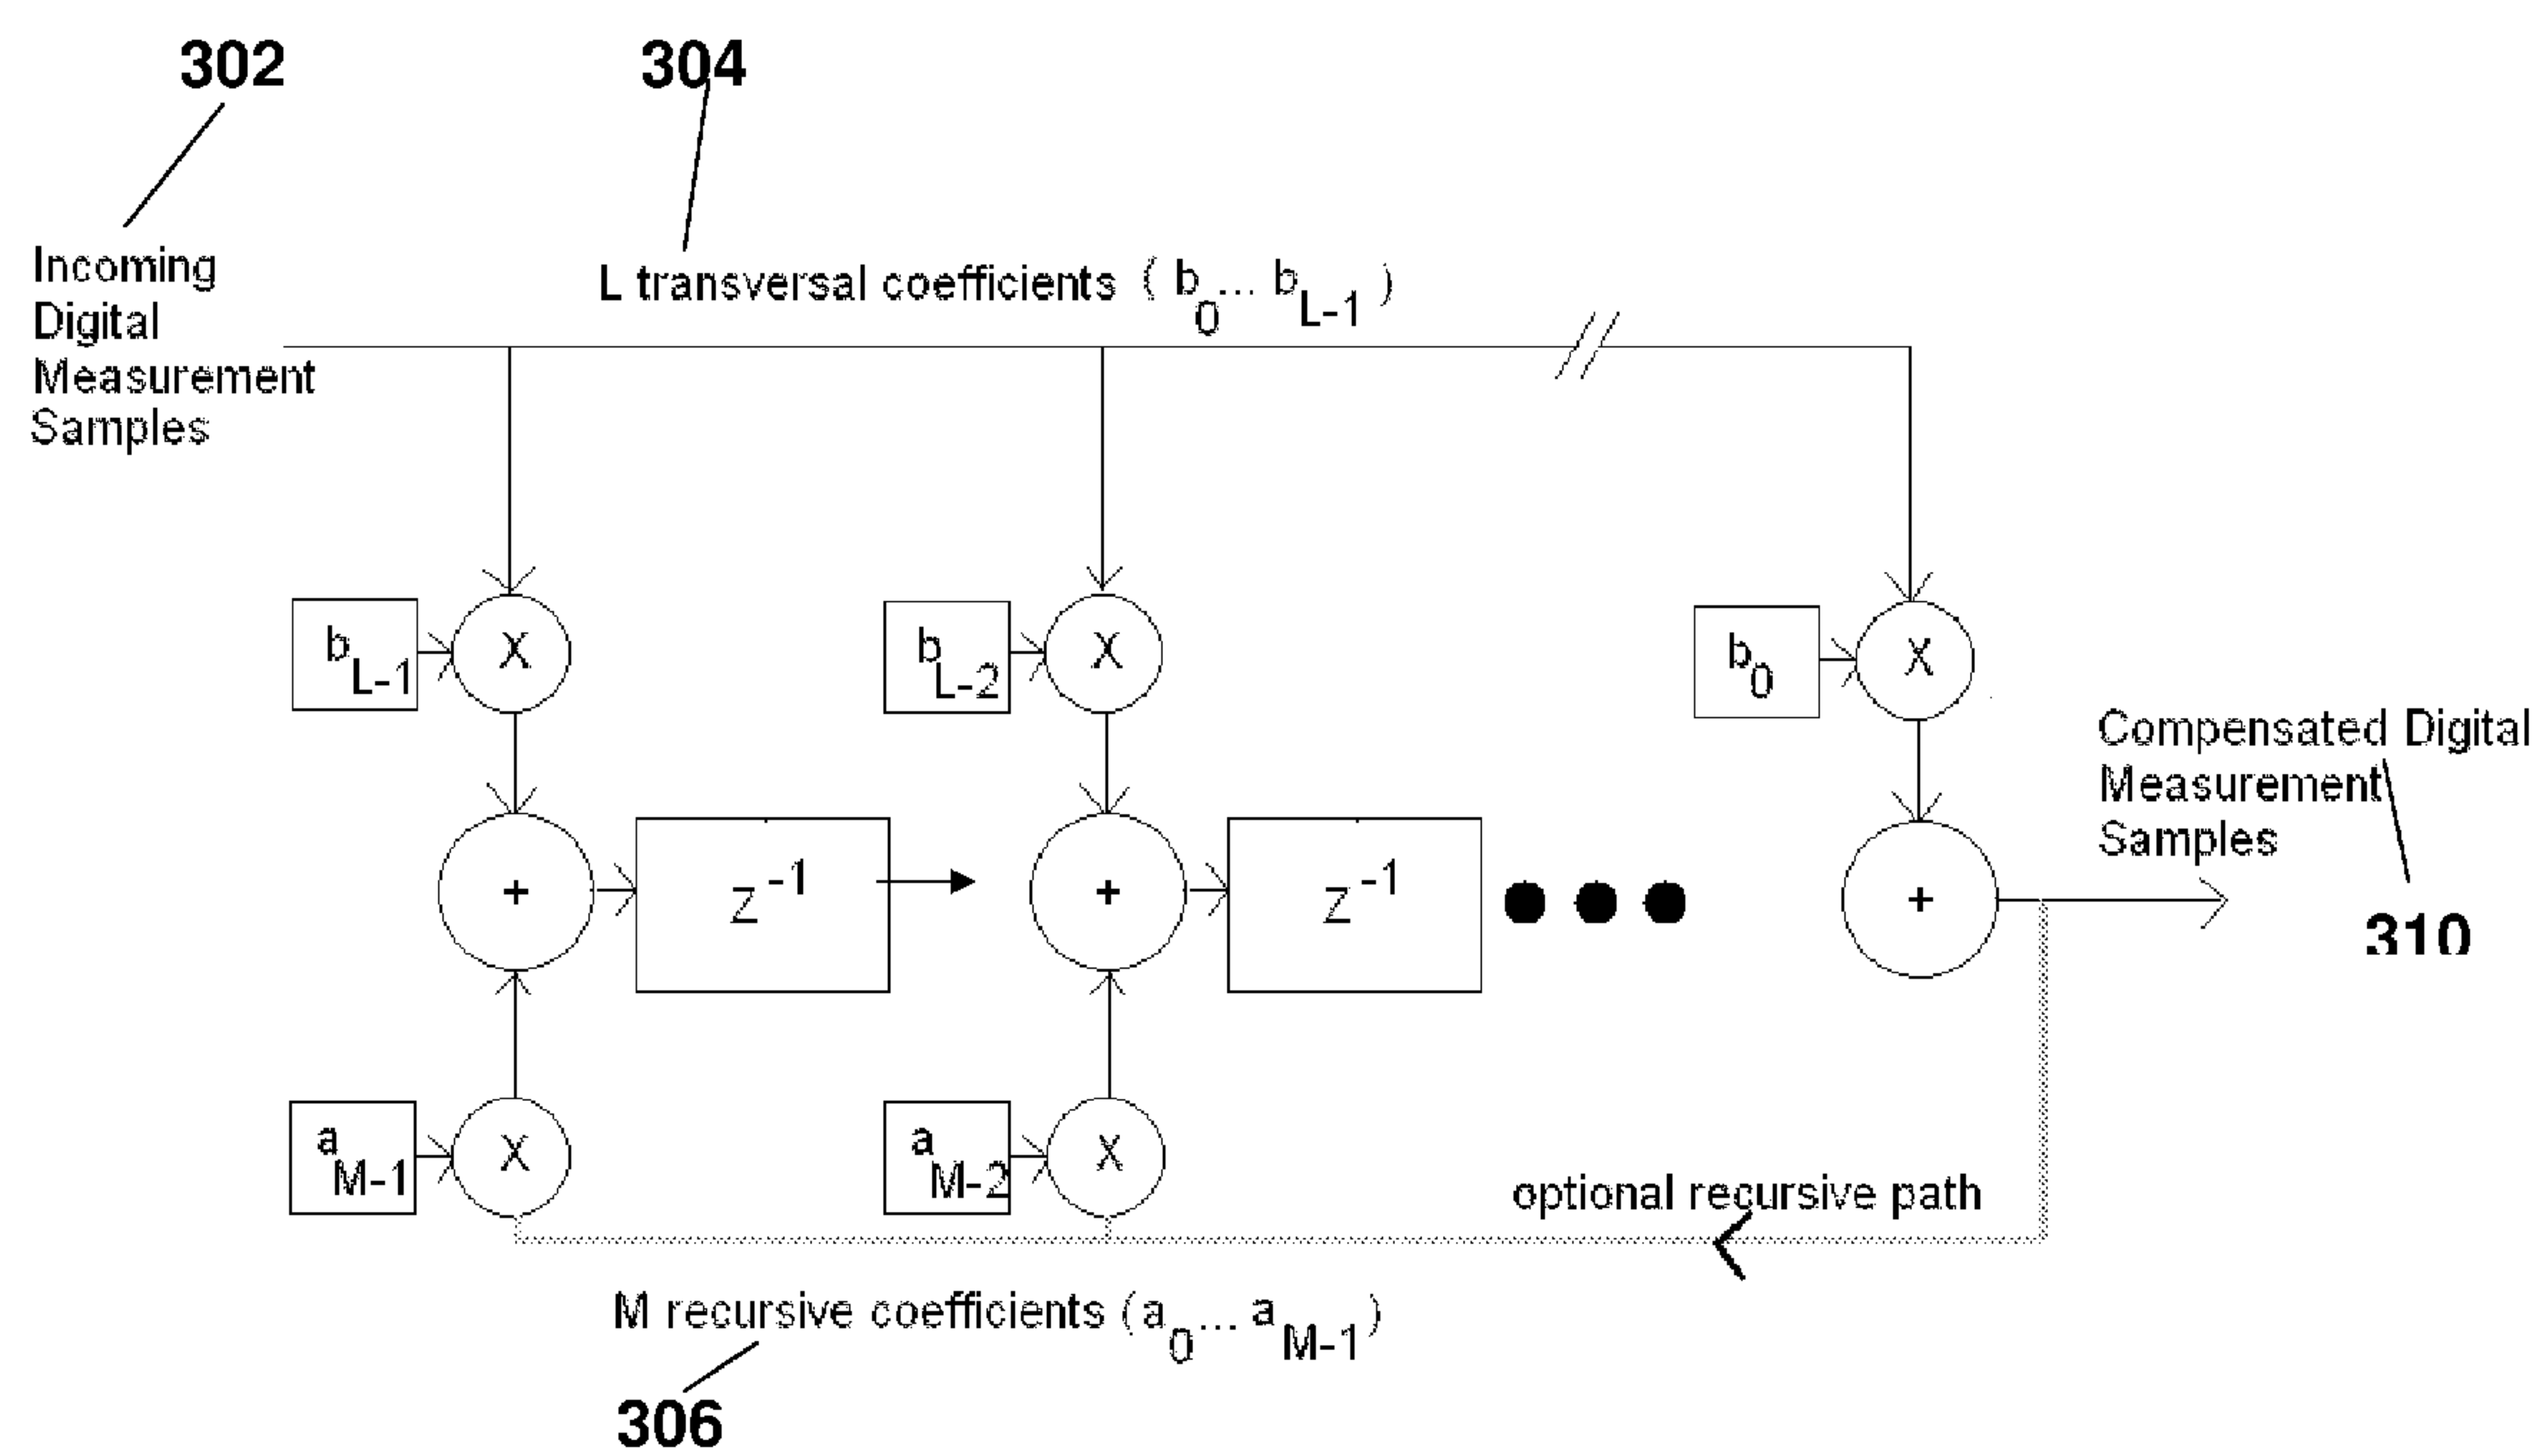 302
304
Incoming
Digital
Measurement
Samples
L transversal coefficients ( b0... bL-1 )
bL-1
X
bL-2
X
b0
X
Compensated Digital
Measurement
Samples
310
+
z-1
+
z-1
+
aM-1
X
aM-2
X
optional recursive path
M recursive coefficients (a0... aM-1)
306